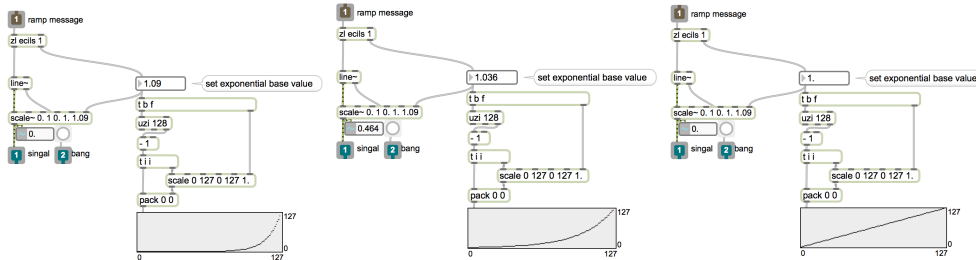 1 ramp message
zl ecils 1
1.09
set exponential base value
line~
t b f
scale~ 0. 1 0. 1. 1.09
uzi 128
0.
- 1
1 singal 2 bang
t i i
scale 0 127 0 127 1.
pack 0 0
127
0
0 127
1 ramp message
zl ecils 1
1.036
set exponential base value
line~
t b f
scale~ 0. 1 0. 1. 1.09
uzi 128
0.464
- 1
1 singal 2 bang
t i i
scale 0 127 0 127 1.
pack 0 0
127
0
0 127
1 ramp message
zl ecils 1
1.
set exponential base value
line~
t b f
scale~ 0. 1 0. 1. 1.09
uzi 128
0.
- 1
1 singal 2 bang
t i i
scale 0 127 0 127 1.
pack 0 0
127
0
0 127